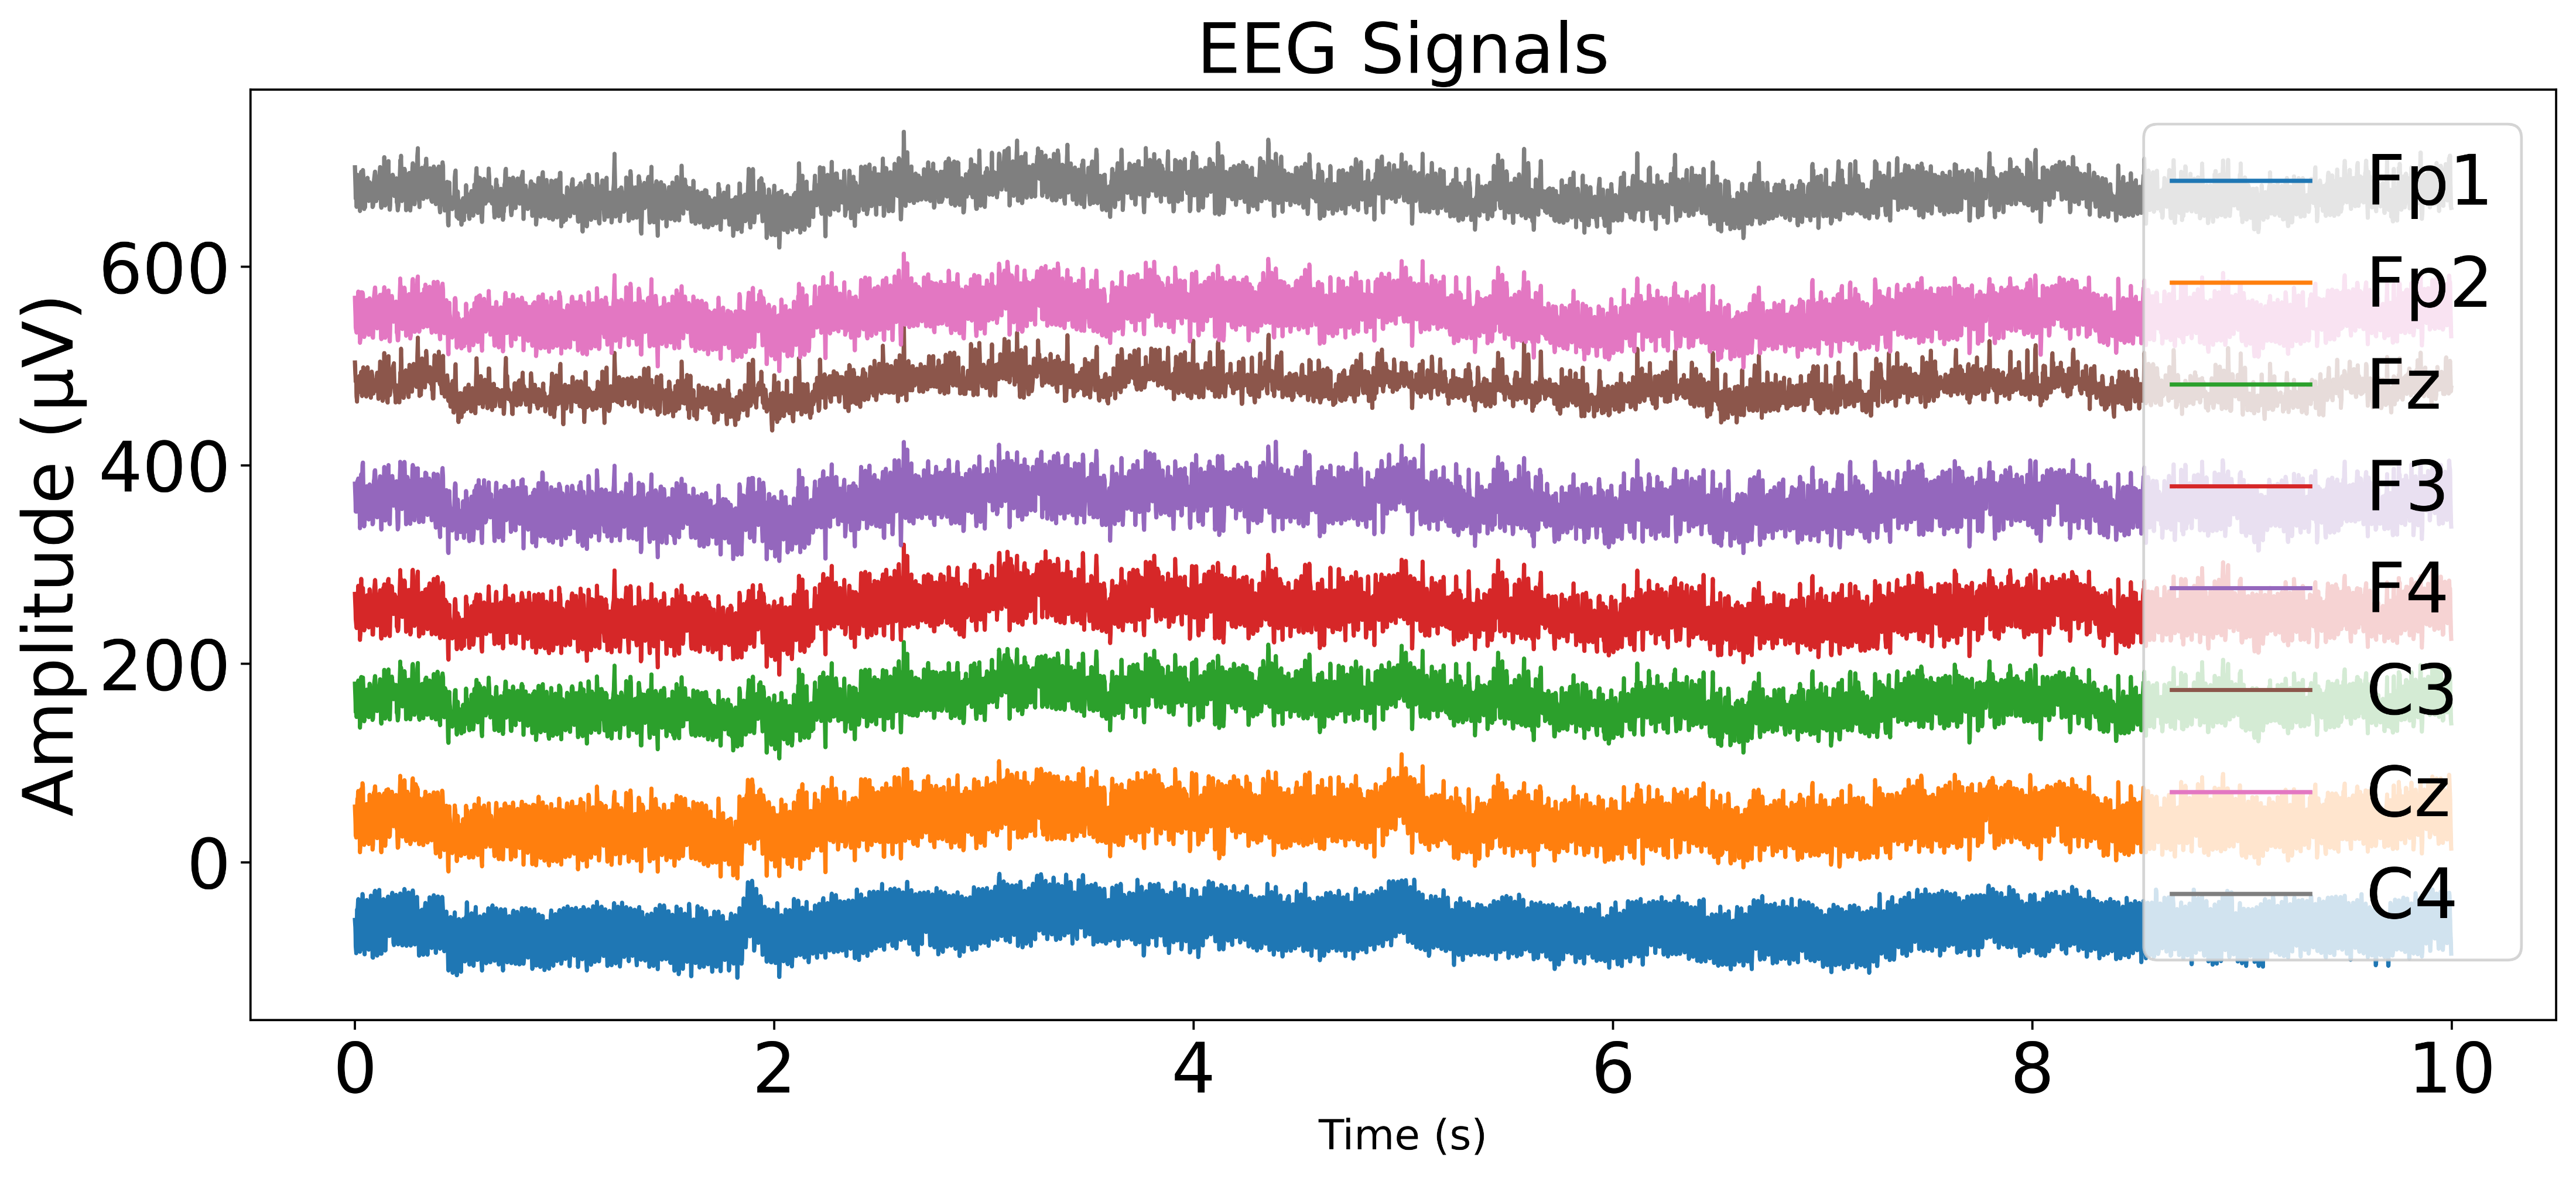 EEG Signals
Amplitude (µV)
600
400
200
0
Fp1
Fp2
Fz
F3
F4
C3
Cz
C4
0 2 4 6 8 10
Time (s)